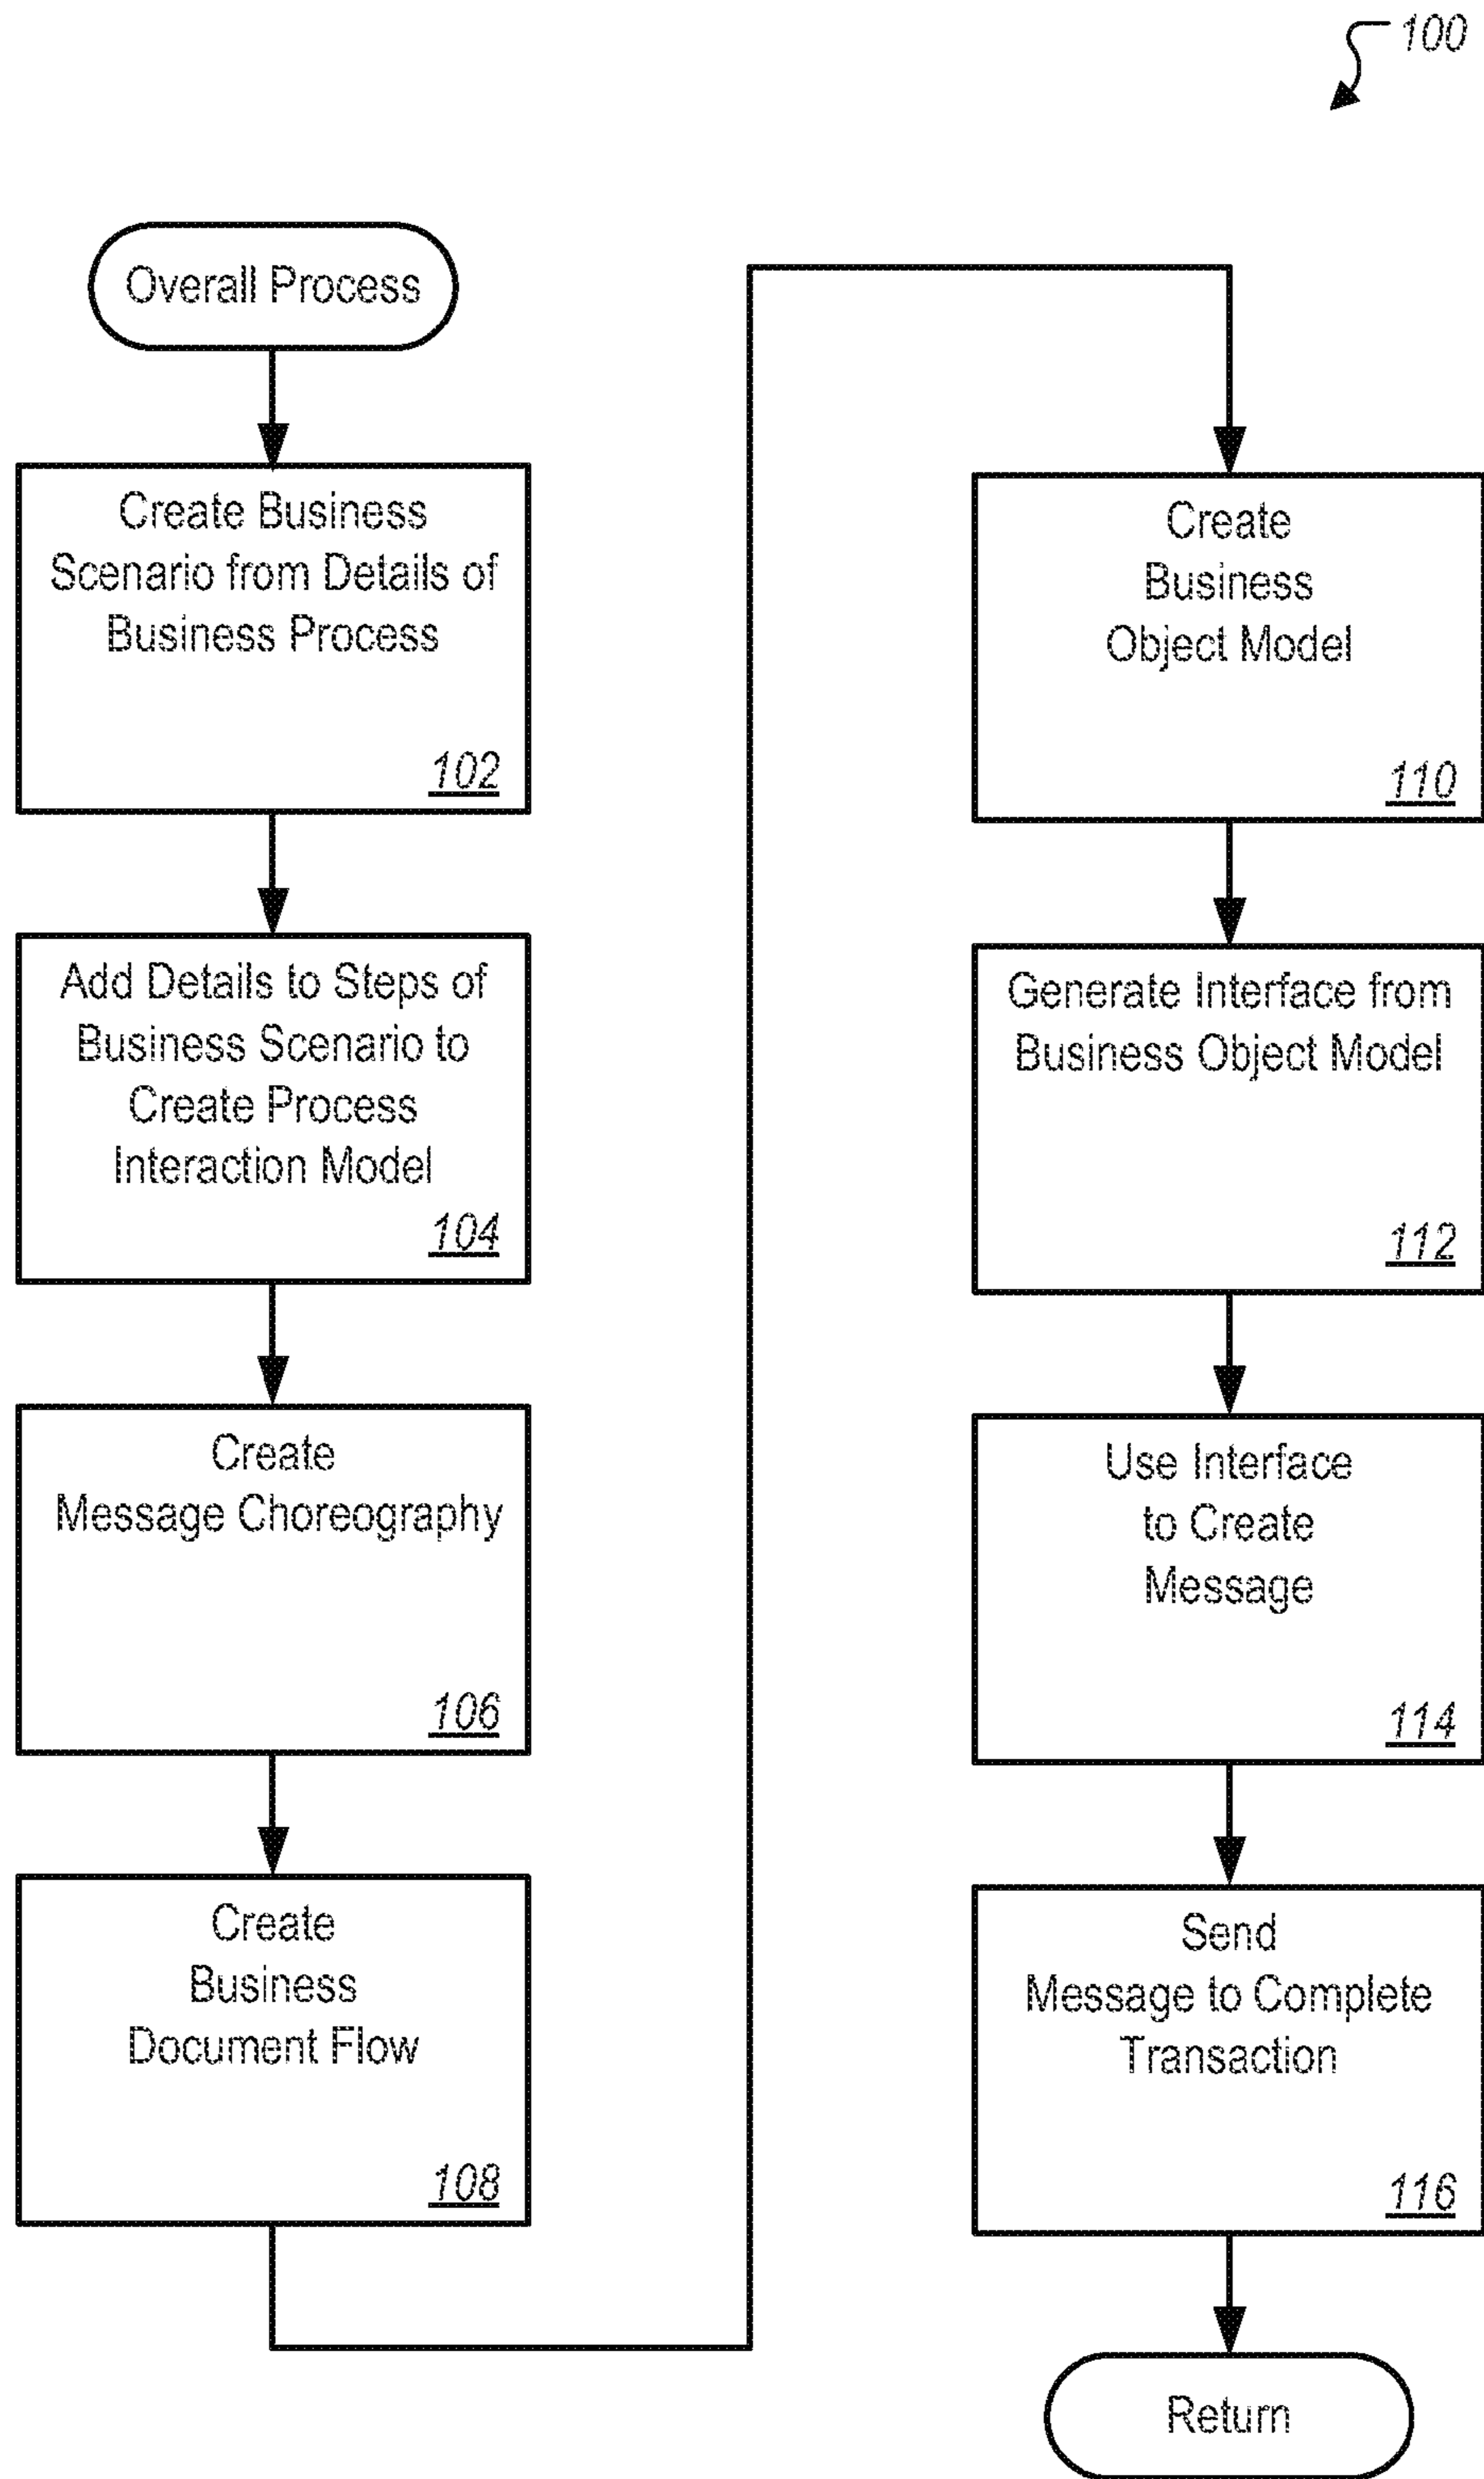 100
Overall Process
Create Business
Scenario from Details of
Business Process
102
Add Details to Steps of
Business Scenario to
Create Process
Interaction Model
104
Create
Message Choreography
106
Create
Business
Document Flow
108
Create
Business
Object Model
110
Generate Interface from
Business Object Model
112
Use Interface
to Create
Message
114
Send
Message to Complete
Transaction
116
Return